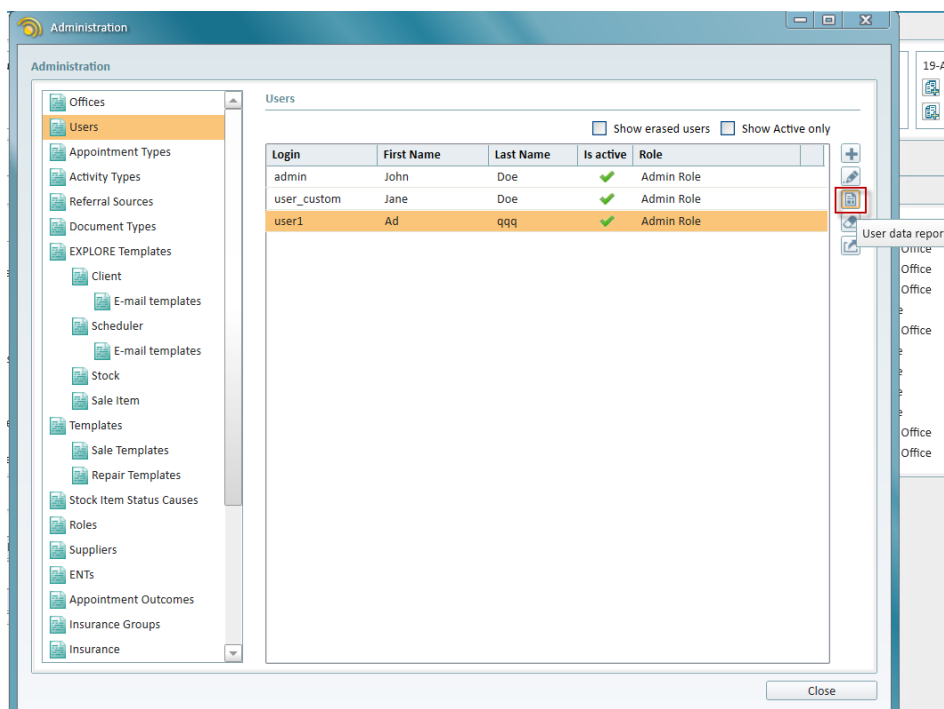 Administration
19-A
Administration
Offices
Users
Appointment Types
Activity Types
Referral Sources
Document Types
EXPLORE Templates
Client
E-mail templates
Scheduler
E-mail templates
Stock
Sale Item
Templates
Sale Templates
Repair Templates
Stock Item Status Causes
Roles
Suppliers
ENTs
Appointment Outcomes
Insurance Groups
Insurance
Users
Show erased users Show Active only
Login First Name Last Name Is active Role
admin John Doe Admin Role
user_custom Jane Doe Admin Role
user1 Ad qqq Admin Role
User data repor
Office
Office
Office
Office
Office
Office
Close